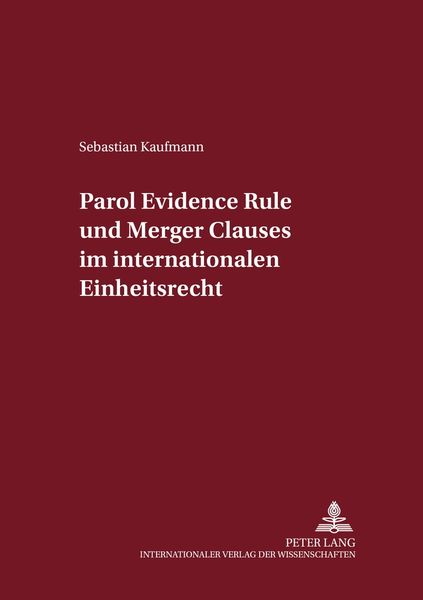 Sebastian Kaufmann
Parol Evidence Rule
und Merger Clauses
im internationalen
Einheitsrecht
PETER LANG
INTERNATIONALER VERLAG DER WISSENSCHAFTEN